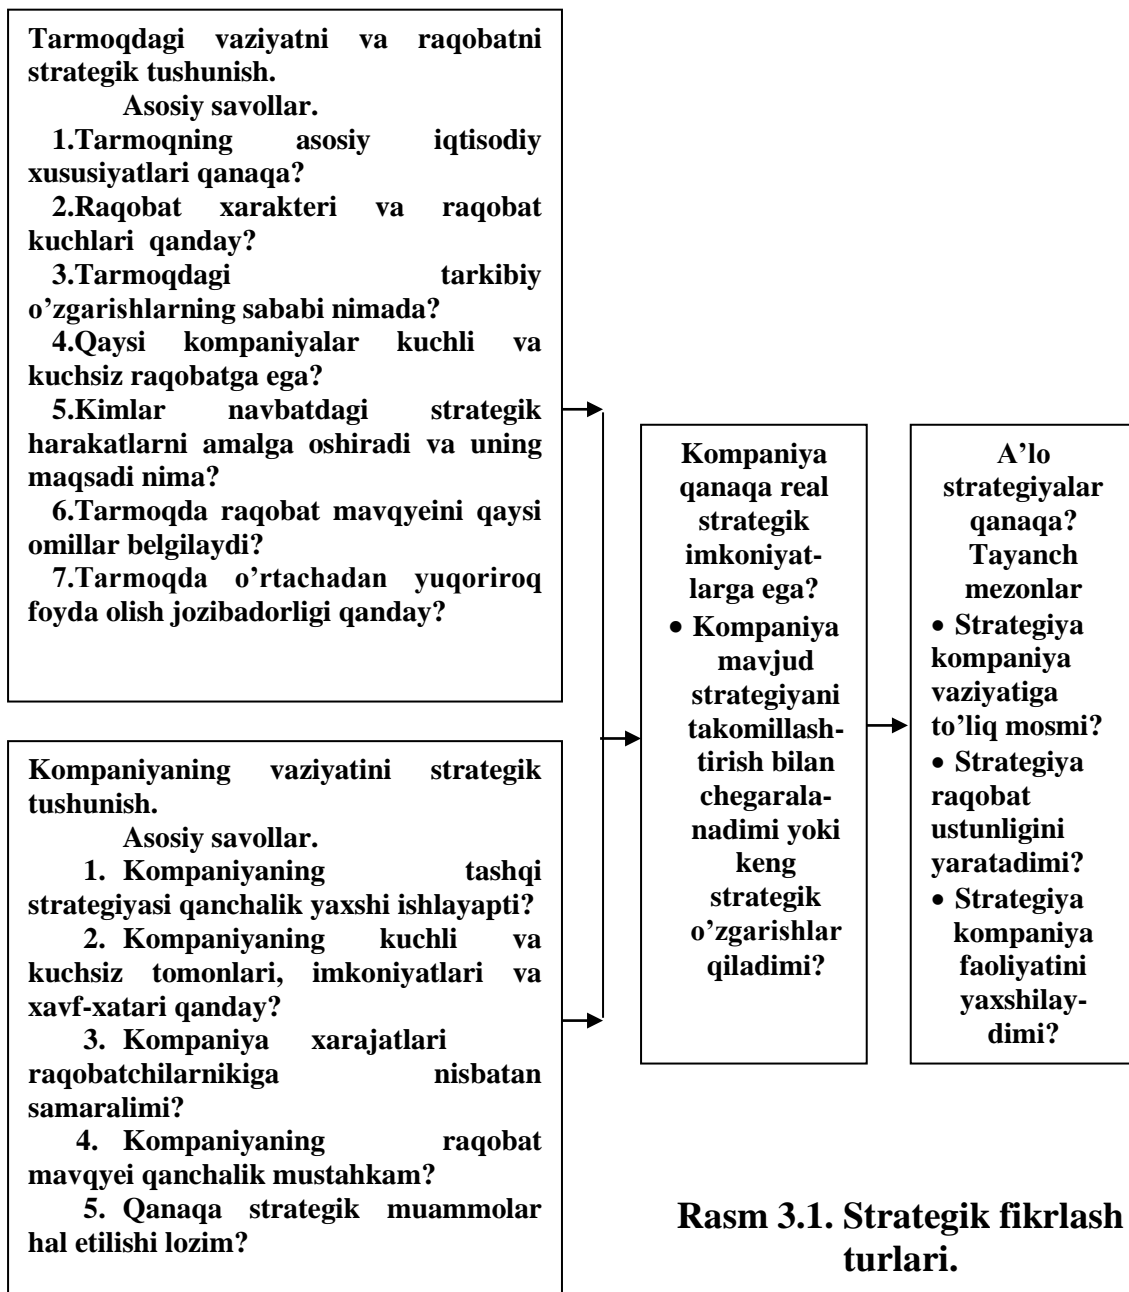 Tarmoqdagi vaziyatni va raqobatni
strategik tushunish.
Asosiy savollar.
1.Tarmoqning asosiy iqtisodiy
xususiyatlari qanaqa?
2.Raqobat xarakteri va raqobat
kuchlari qanday?
3.Tarmoqdagi tarkibiy
o’zgarishlarning sababi nimada?
4.Qaysi kompaniyalar kuchli va
kuchsiz raqobatga ega?
5.Kimlar navbatdagi strategik
harakatlarni amalga oshiradi va uning
maqsadi nima?
6.Tarmoqda raqobat mavqyeini qaysi
omillar belgilaydi?
7.Tarmoqda o’rtachadan yuqoriroq
foyda olish jozibadorligi qanday?
Kompaniyaning vaziyatini strategik
tushunish.
Asosiy savollar.
1. Kompaniyaning tashqi
strategiyasi qanchalik yaxshi ishlayapti?
2. Kompaniyaning kuchli va
kuchsiz tomonlari, imkoniyatlari va
xavf-xatari qanday?
3. Kompaniya xarajatlari
raqobatchilarnikiga nisbatan
samaralimi?
4. Kompaniyaning raqobat
mavqyei qanchalik mustahkam?
5. Qanaqa strategik muammolar
hal etilishi lozim?
Kompaniya
qanaqa real
strategik
imkoniyat-
larga ega?
• Kompaniya
mavjud
strategiyani
takomillash-
tirish bilan
chegarala-
nadimi yoki
keng
strategik
o’zgarishlar
qiladimi?
A’lo
strategiyalar
qanaqa?
Tayanch
mezonlar
• Strategiya
kompaniya
vaziyatiga
to’liq mosmi?
• Strategiya
raqobat
ustunligini
yaratadimi?
• Strategiya
kompaniya
faoliyatini
yaxshilay-
dimi?
Rasm 3.1. Strategik fikrlash
turlari.